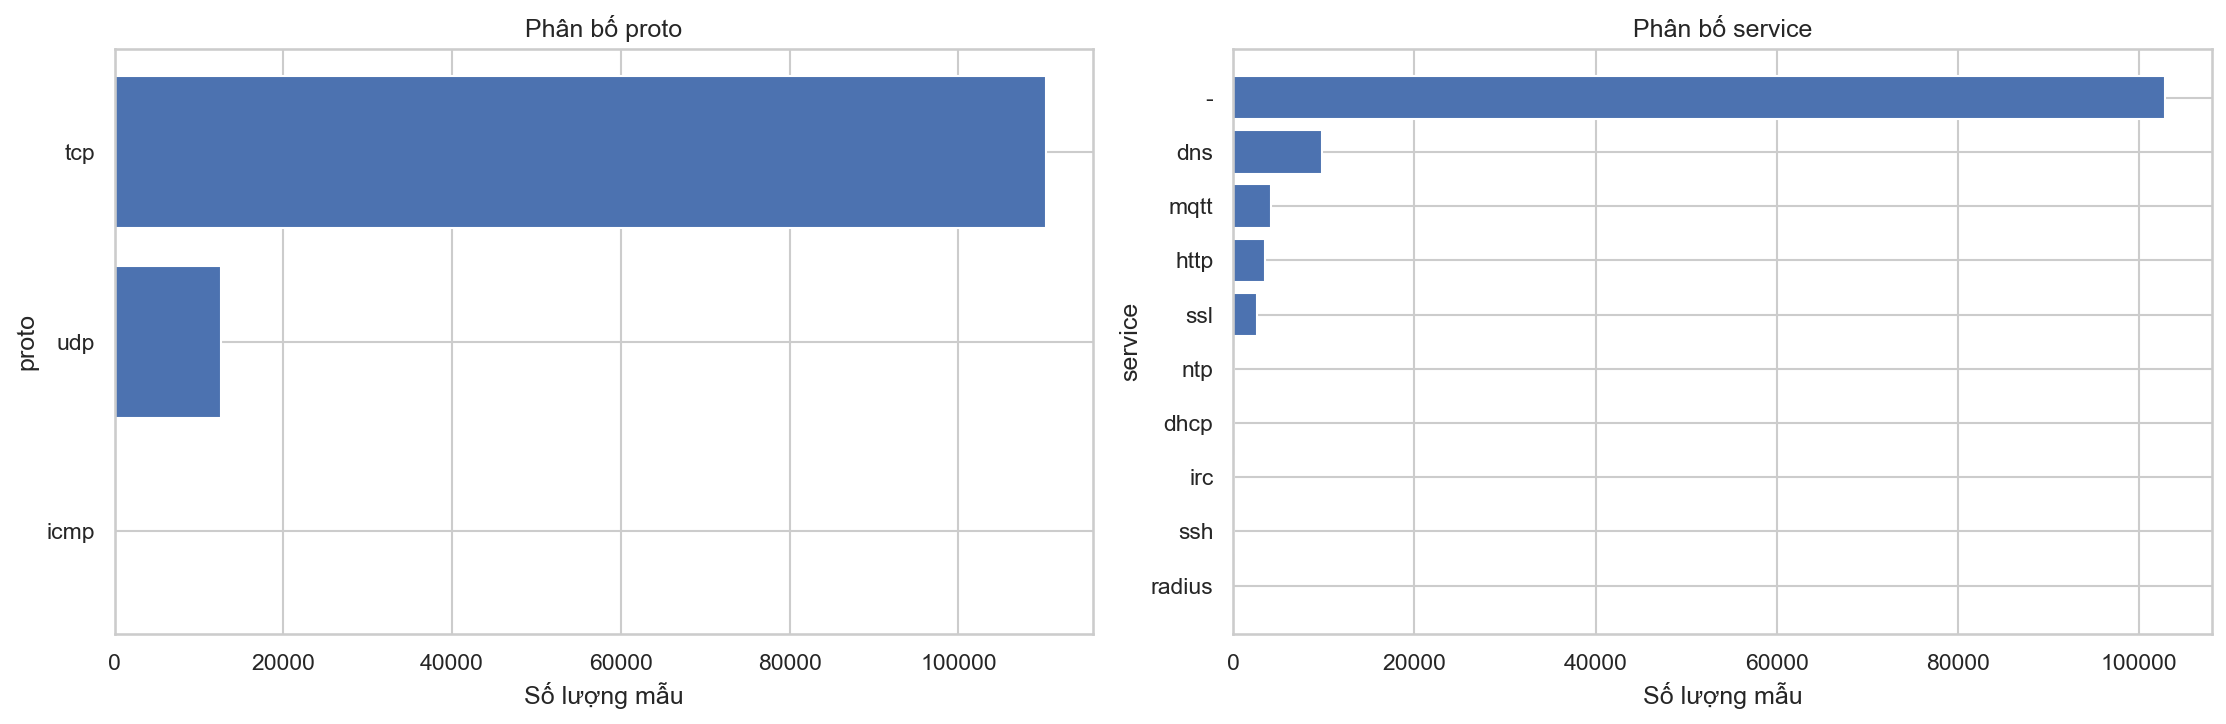 Phân bố proto
proto
tcp
udp
icmp
0 20000 40000 60000 80000 100000
Số lượng mẫu
Phân bố service
service
-
dns
mqtt
http
ssl
ntp
dhcp
irc
ssh
radius
0 20000 40000 60000 80000 100000
Số lượng mẫu